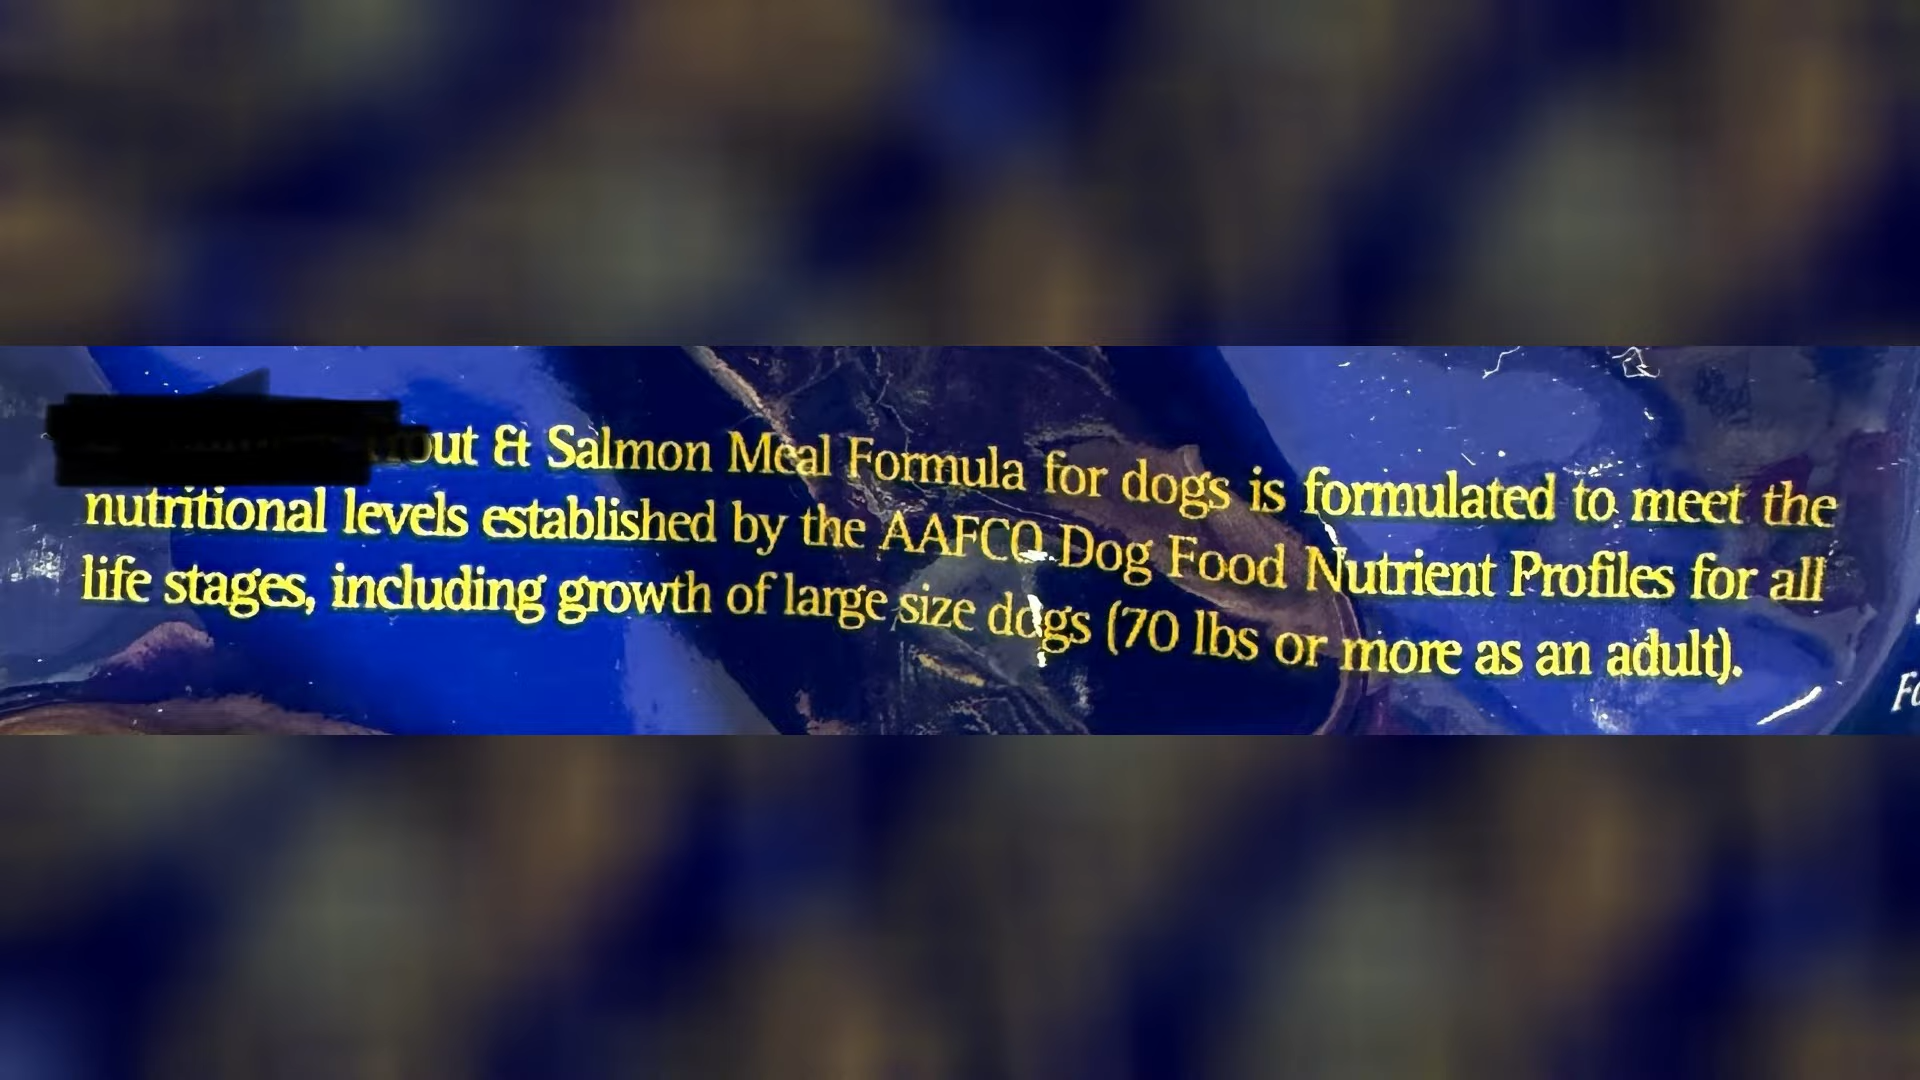 out & Salmon Meal Formula for dogs is formulated to meet the
nutritional levels established by the AAFCO Dog Food Nutrient Profiles for all
life stages, including growth of large size dogs (70 lbs or more as an adult).